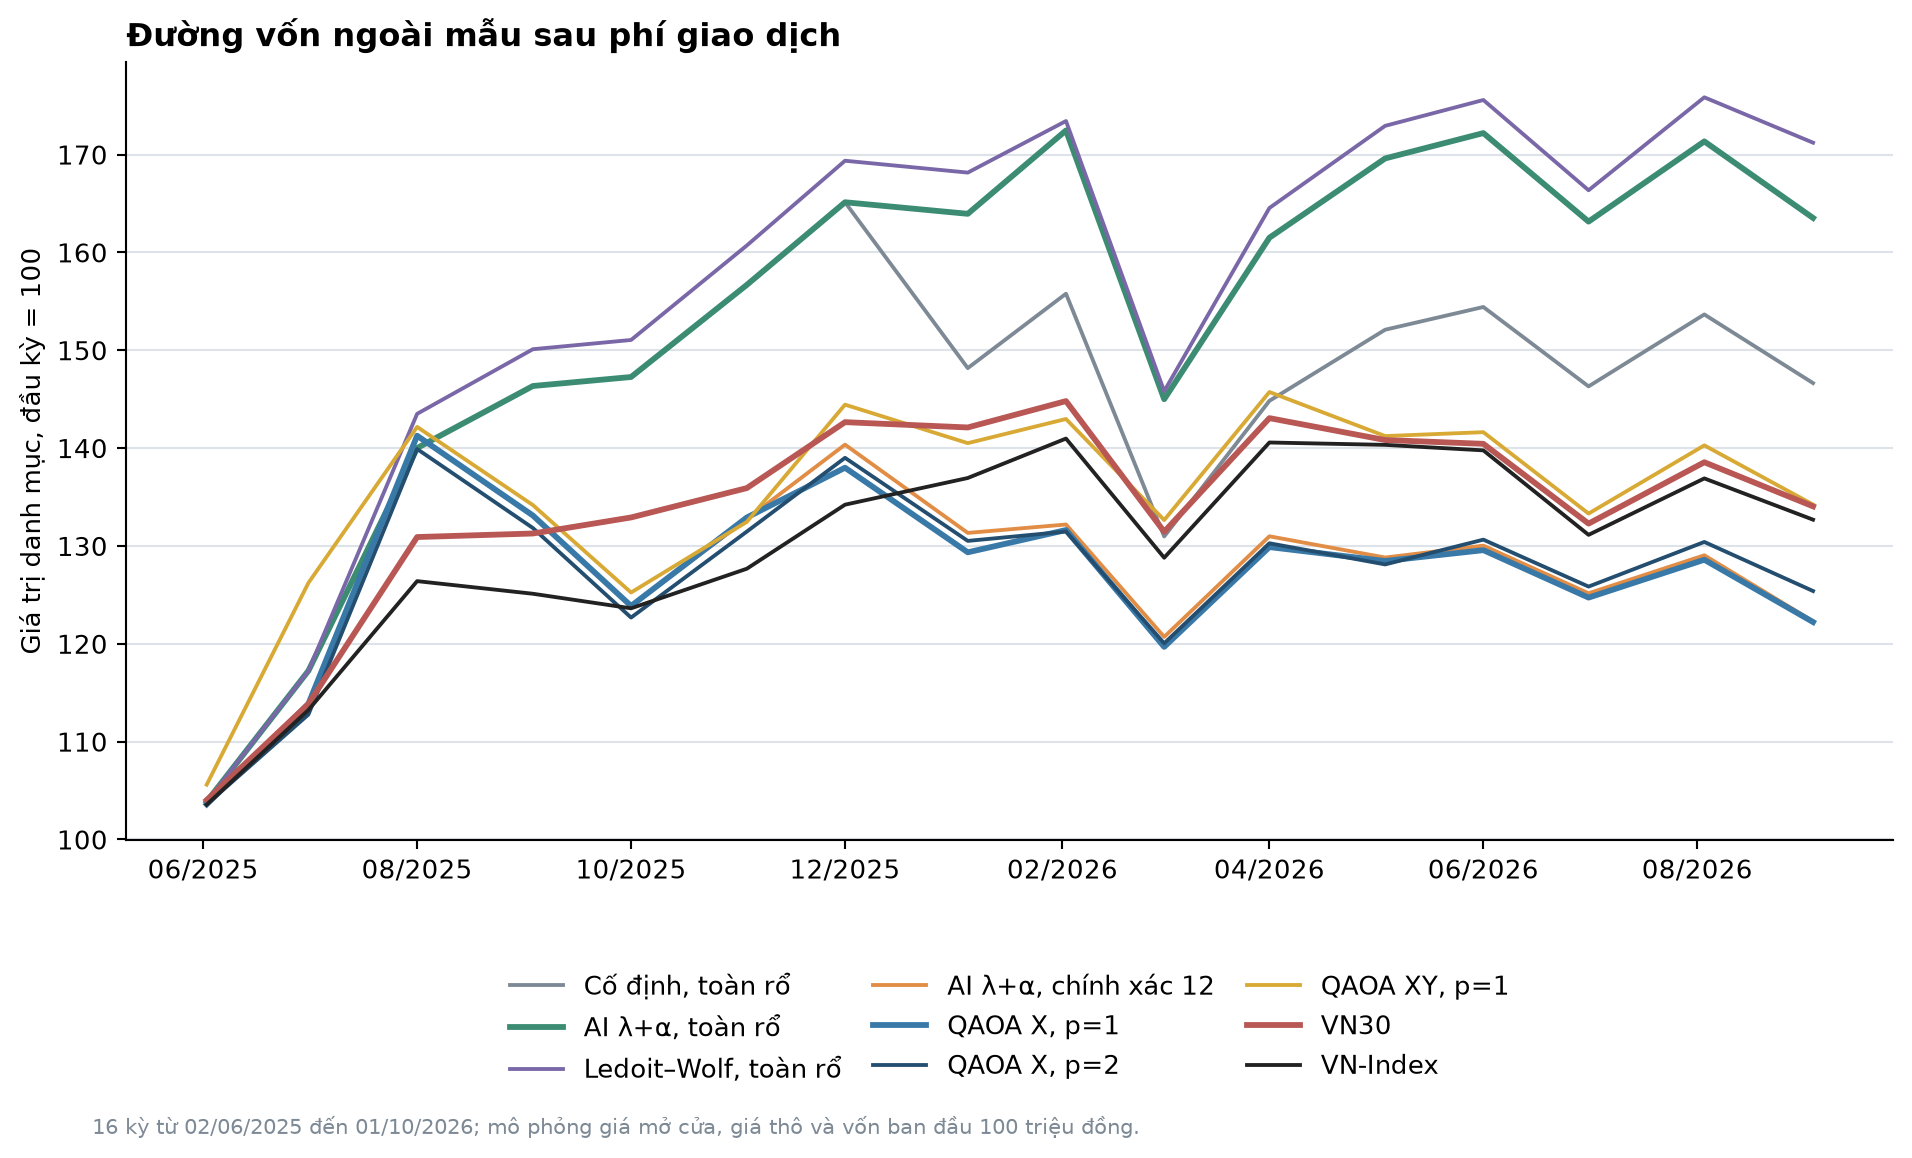 Đường vốn ngoài mẫu sau phí giao dịch
Giá trị danh mục, đầu kỳ = 100
170
160
150
140
130
120
110
100
06/2025
08/2025
10/2025
12/2025
02/2026
04/2026
06/2026
08/2026
Cố định, toàn rổ
AI λ+α, toàn rổ
Ledoit–Wolf, toàn rổ
AI λ+α, chính xác 12
QAOA X, p=1
QAOA X, p=2
QAOA XY, p=1
VN30
VN-Index
16 kỳ từ 02/06/2025 đến 01/10/2026; mô phỏng giá mở cửa, giá thô và vốn ban đầu 100 triệu đồng.